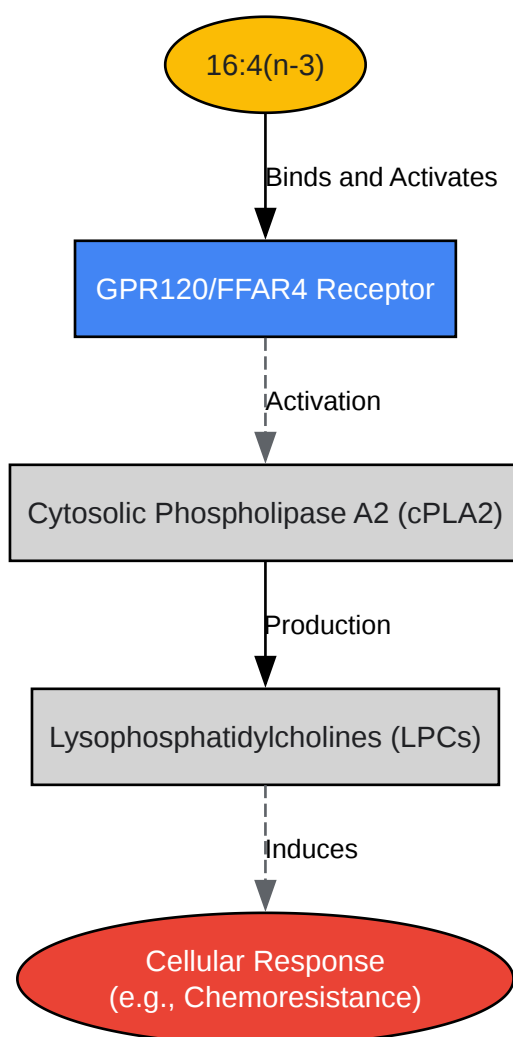 16:4(n-3)
Binds and Activates
GPR120/FFAR4 Receptor
Activation
Cytosolic Phospholipase A2 (cPLA2)
Production
Lysophosphatidylcholines (LPCs)
Induces
Cellular Response
(e.g., Chemoresistance)